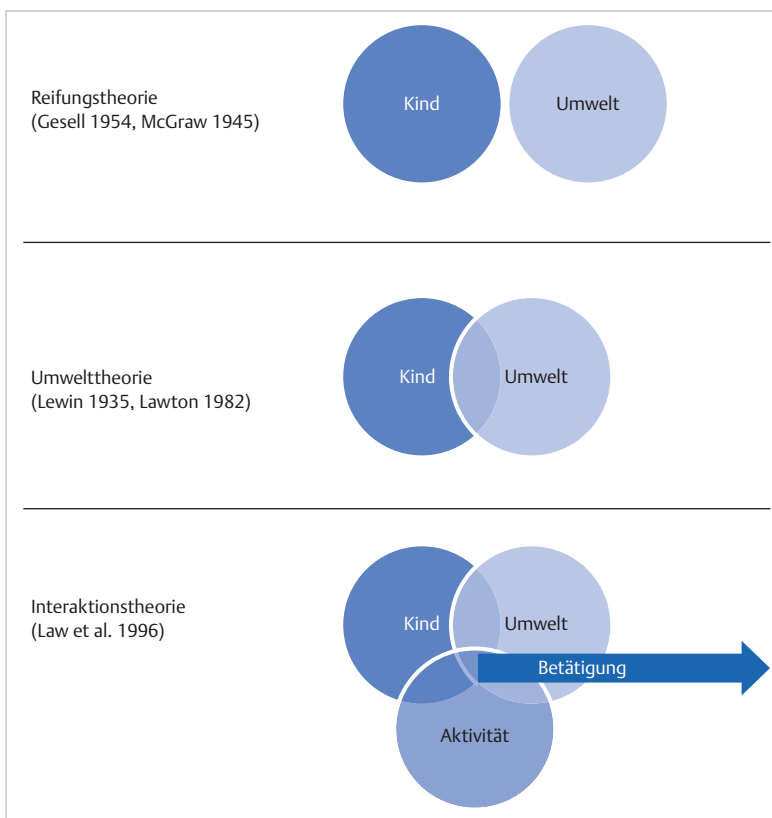 Reifungstheorie
(Gesell 1954, McGraw 1945)
Kind
Umwelt
Umwelttheorie
(Lewin 1935, Lawton 1982)
Kind
Umwelt
Interaktionstheorie
(Law et al. 1996)
Kind
Umwelt
Betätigung
Aktivität